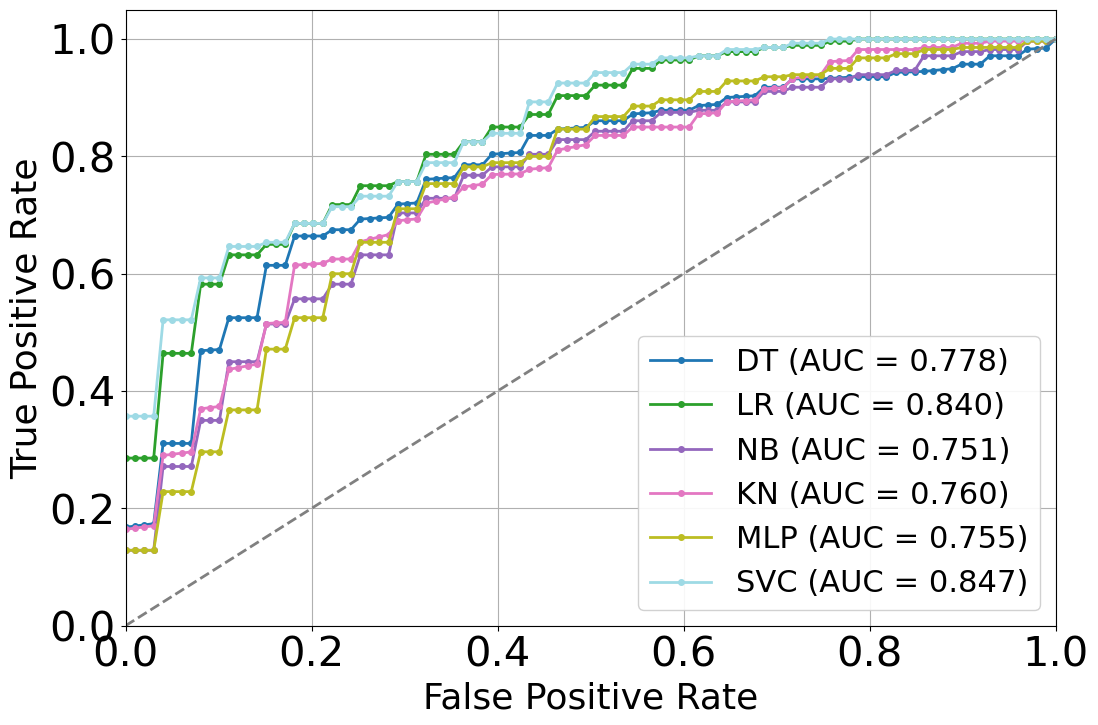 1.0
0.8
0.6
0.4
0.2
0.0
True Positive Rate
DT (AUC = 0.778)
LR (AUC = 0.840)
NB (AUC = 0.751)
KN (AUC = 0.760)
MLP (AUC = 0.755)
SVC (AUC = 0.847)
0.0 0.2 0.4 0.6 0.8 1.0
False Positive Rate